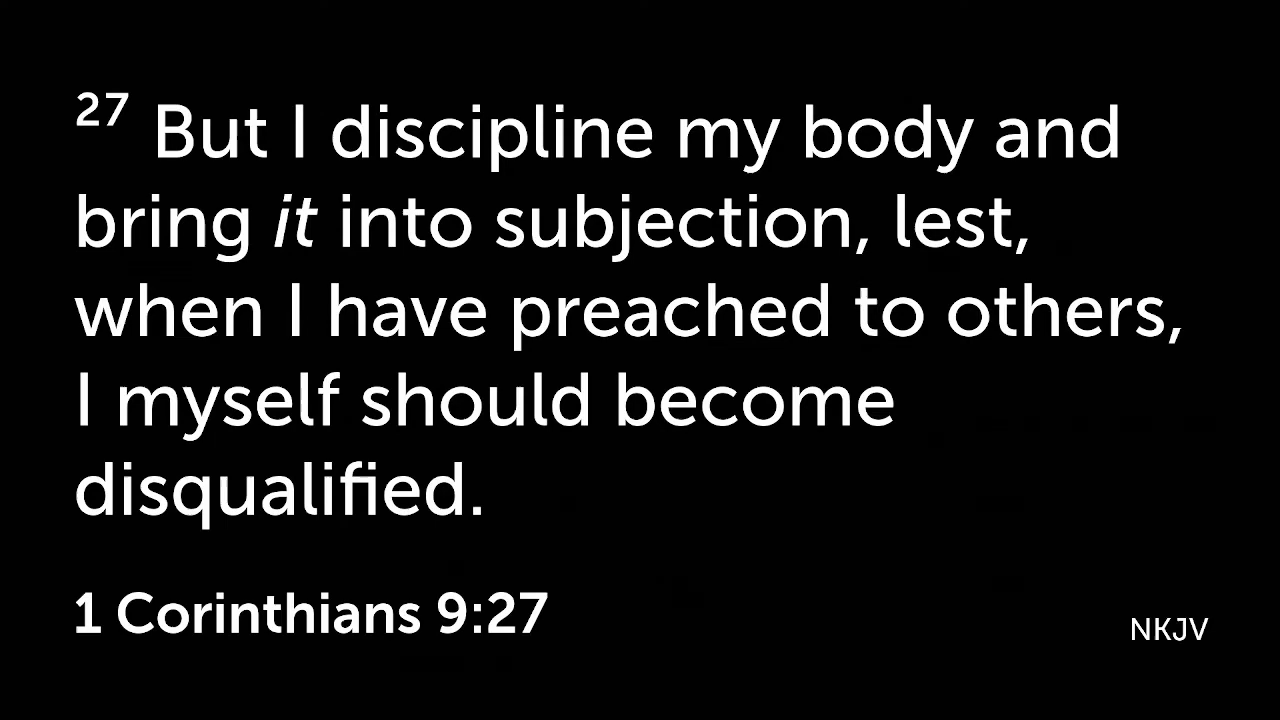 27 But I discipline my body and
bring it into subjection, lest,
when I have preached to others,
I myself should become
disqualified.
1 Corinthians 9:27
NKJV